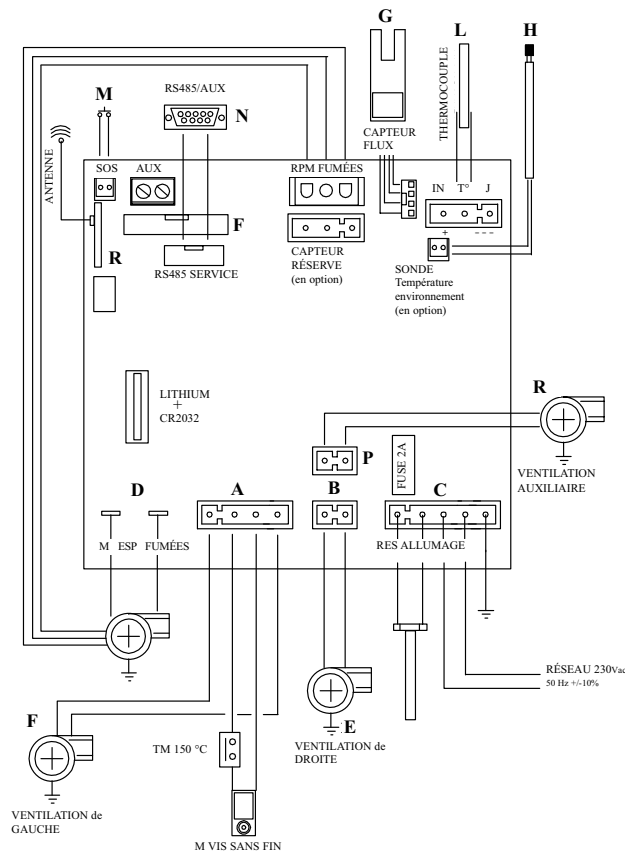 G
L
H
M
RS485/AUX
N
THERMOCOUPLE
ANTENNE
CAPTEUR
FLUX
SOS
AUX
RPM FUMÉES
IN T° J
F
R
RS485 SERVICE
CAPTEUR
RÉSERVE
(en option)
+ ---
SONDE
Température
environnement
(en option)
LITHIUM
+
CR2032
R
P
FUSE 2A
VENTILATION
AUXILIAIRE
D
A
B
C
M ESP FUMÉES
RES ALLUMAGE
RÉSEAU 230Vac
50 Hz +/-10%
F
E
TM 150 °C
VENTILATION de
DROITE
VENTILATION de
GAUCHE
M VIS SANS FIN